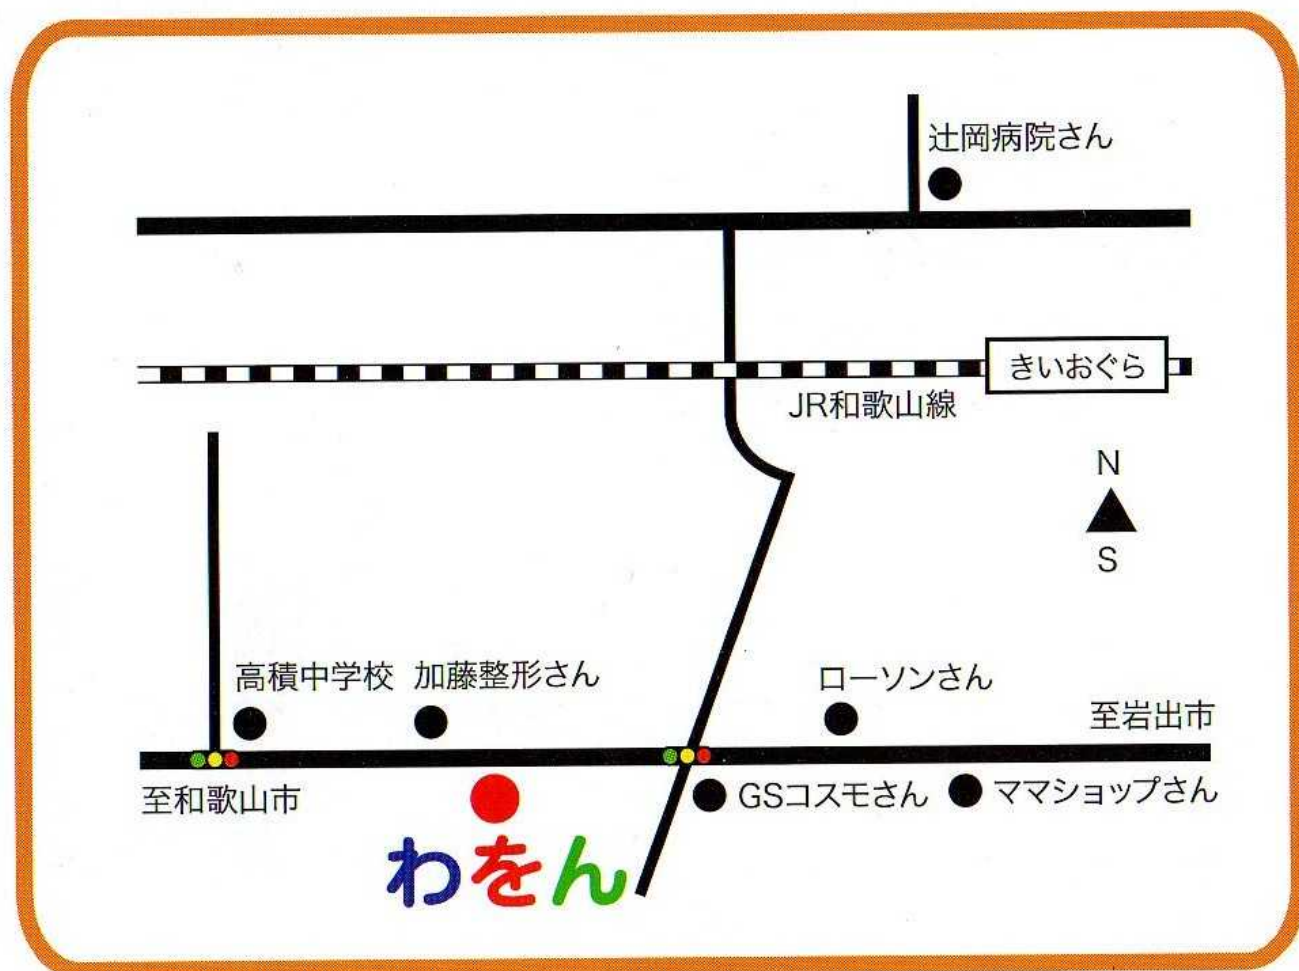 辻岡病院さん
きいおぐら
JR和歌山線
N
S
高積中学校
加藤整形さん
ローソンさん
至岩出市
至和歌山市
GSコスモさん
ママショップさん
わをん